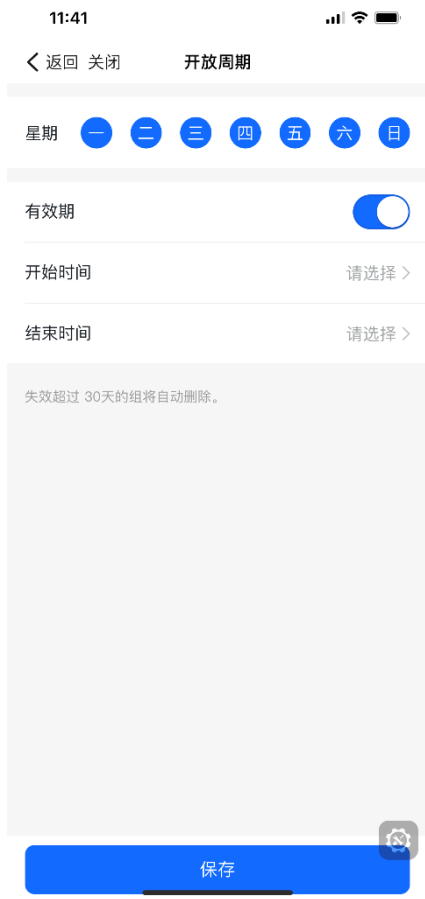 11:41
返回 关闭 开放周期
星期 一 二 三 四 五 六 日
有效期
开始时间 请选择
结束时间 请选择
失效超过 30天的组将自动删除。
保存